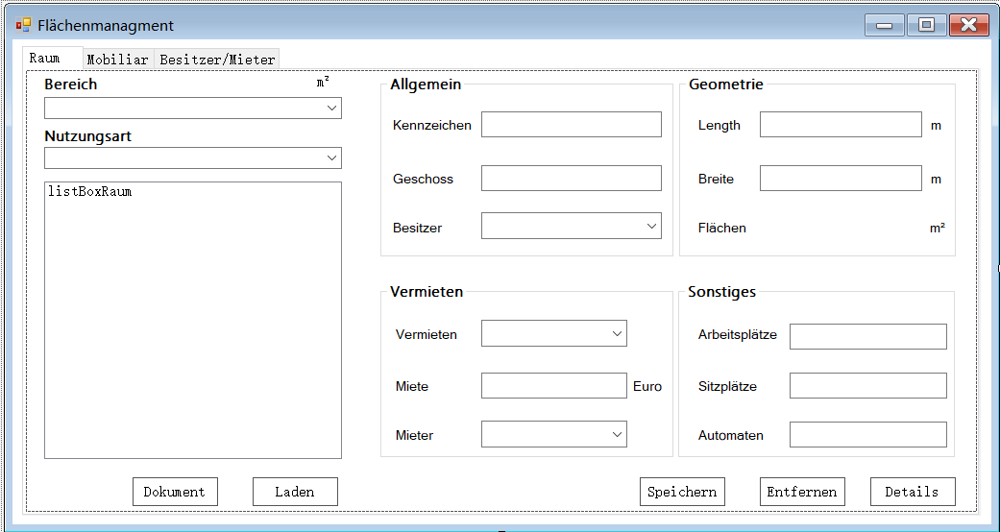 Flächenmanagment
Raum Mobiliar Besitzer/Mieter
Bereich m²
Nutzungsart
listBoxRaum
Dokument Laden
Allgemein
Kennzeichen
Geschoss
Besitzer
Geometrie
Length m
Breite m
Flächen m²
Vermieten
Vermieten
Miete Euro
Mieter
Sonstiges
Arbeitsplätze
Sitzplätze
Automaten
Speichern Entfernen Details